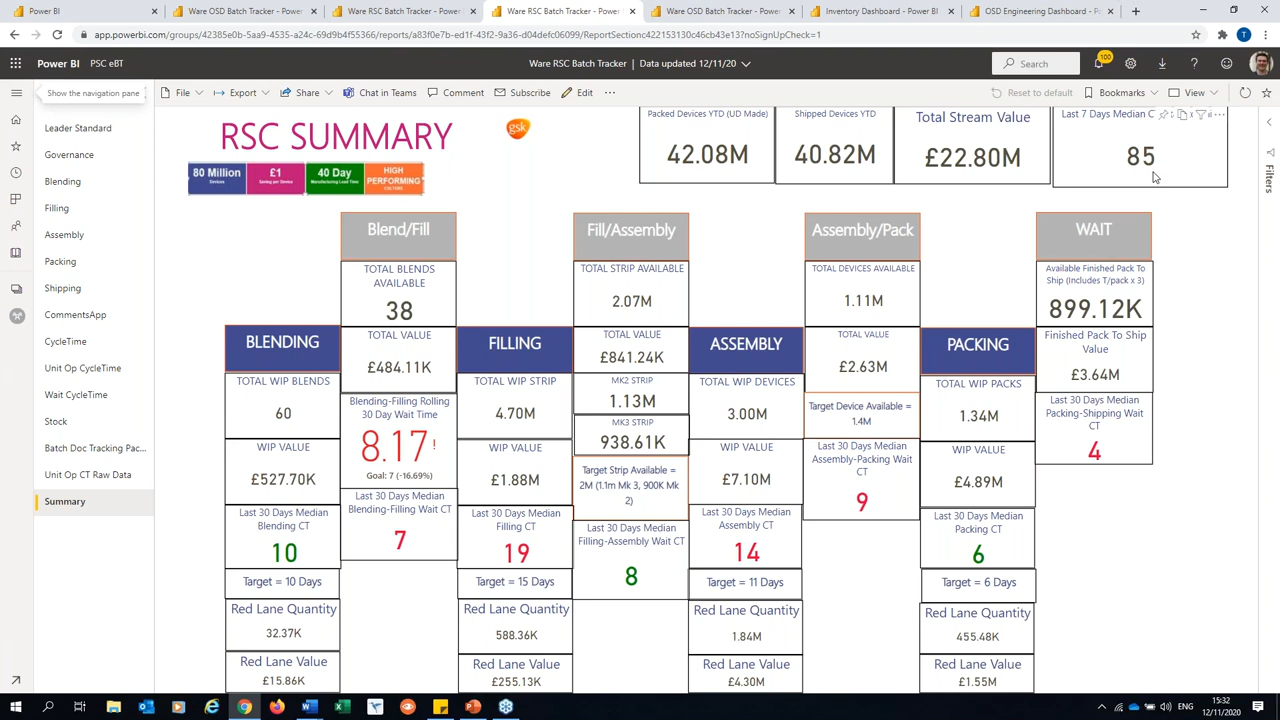 Power BI
Ware OSD Batch Tracker - Power
Ware RSC Batch Tracker - Power
Ware RSC Batch Tracker - Power
Ware OSD Batch Tracker - Power
Inventory Dashboard - Power BI
OSD Engineering Dashboard - Po
app.powerbi.com/groups/42385e0b-5aa9-4535-a24c-69d9b4f55366/reports/a83f0e7b-ed1f-43f2-9a36-d04defc06099/ReportSectionc422153130c46cb43e13?noSignUpCheck=1
T
Power BI
PSC eBT
Ware RSC Batch Tracker | Data updated 12/11/20
Search
100
Show the navigation pane
File
Export
Share
Chat in Teams
Comment
Subscribe
Edit
Reset to default
Bookmarks
View
Leader Standard
Governance
Blending
Filling
Assembly
Packing
Shipping
CommentsApp
CycleTime
Unit Op CycleTime
Wait CycleTime
Stock
Batch Doc Tracking Pac...
Unit Op CT Raw Data
Summary
RSC SUMMARY
gsk
80 Million
Devices
£1
Saving per Device
40 Day
Manufacturing Lead Time
HIGH
PERFORMING
Packed Devices YTD (UD Made)
42.08M
Shipped Devices YTD
40.82M
Total Stream Value
£22.80M
Last 7 Days Median C
85
Filters
BLENDING
TOTAL WIP BLENDS
60
WIP VALUE
£527.70K
Last 30 Days Median
Blending CT
10
Target = 10 Days
Red Lane Quantity
32.37K
Red Lane Value
£15.86K
Blend/Fill
TOTAL BLENDS
AVAILABLE
38
TOTAL VALUE
£484.11K
Blending-Filling Rolling
30 Day Wait Time
8.17!
Goal: 7 (-16.69%)
Last 30 Days Median
Blending-Filling Wait CT
7
FILLING
TOTAL WIP STRIP
4.70M
WIP VALUE
£1.88M
Last 30 Days Median
Filling CT
19
Target = 15 Days
Red Lane Quantity
588.36K
Red Lane Value
£255.13K
Fill/Assembly
TOTAL STRIP AVAILABLE
2.07M
TOTAL VALUE
£841.24K
MK2 STRIP
1.13M
MK3 STRIP
938.61K
Target Strip Available =
2M (1.1m Mk 3, 900K Mk
2)
Last 30 Days Median
Filling-Assembly Wait CT
8
ASSEMBLY
TOTAL WIP DEVICES
3.00M
WIP VALUE
£7.10M
Last 30 Days Median
Assembly CT
14
Target = 11 Days
Red Lane Quantity
1.84M
Red Lane Value
£4.30M
Assembly/Pack
TOTAL DEVICES AVAILABLE
1.11M
TOTAL VALUE
£2.63M
Target Device Available =
1.4M
Last 30 Days Median
Assembly-Packing Wait
CT
9
PACKING
TOTAL WIP PACKS
1.34M
WIP VALUE
£4.89M
Last 30 Days Median
Packing CT
6
Target = 6 Days
Red Lane Quantity
455.48K
Red Lane Value
£1.55M
WAIT
Available Finished Pack To
Ship (Includes T/pack x 3)
899.12K
Finished Pack To Ship
Value
£3.64M
Last 30 Days Median
Packing-Shipping Wait
CT
4
ENG
15:32
12/11/2020